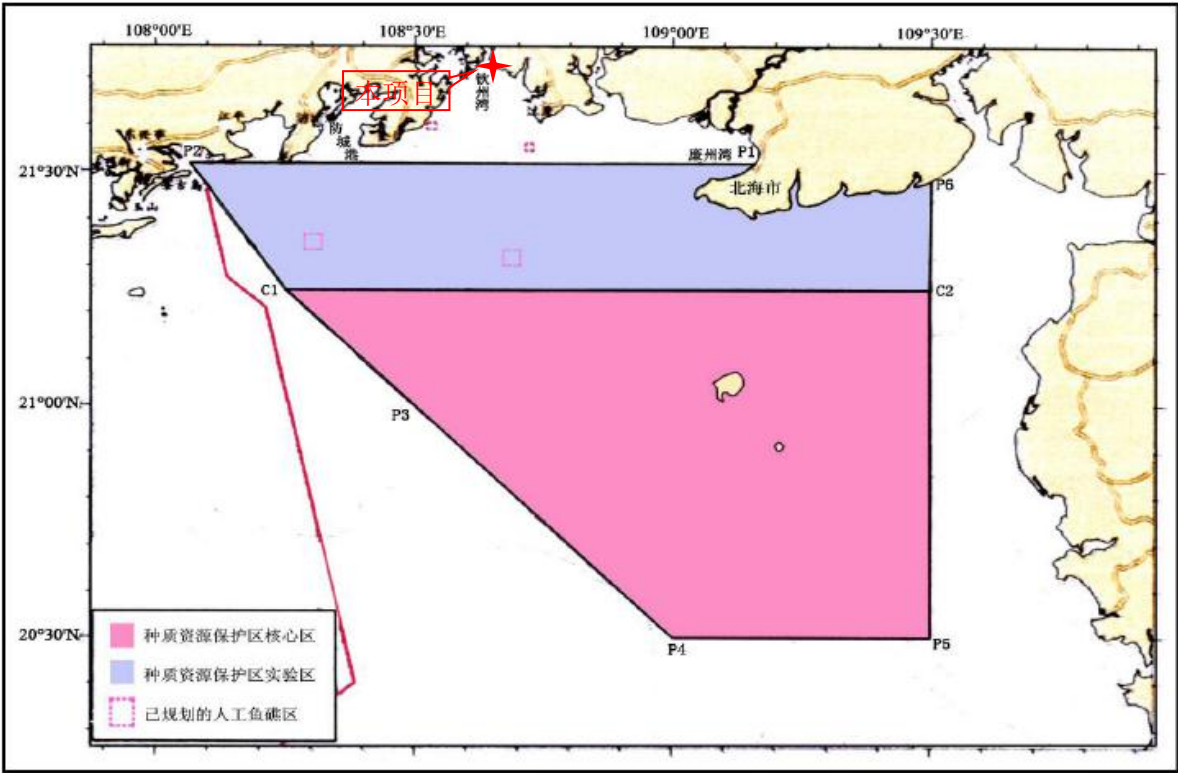 108°00′E
108°30′E
109°00′E
109°30′E
本项目
钦州湾
江平
防城港
P2
廉州湾
P1
北海市
P6
21°30′N
C1
C2
21°00′N
P3
P4
P5
20°30′N
种质资源保护区核心区
种质资源保护区实验区
已规划的人工鱼礁区